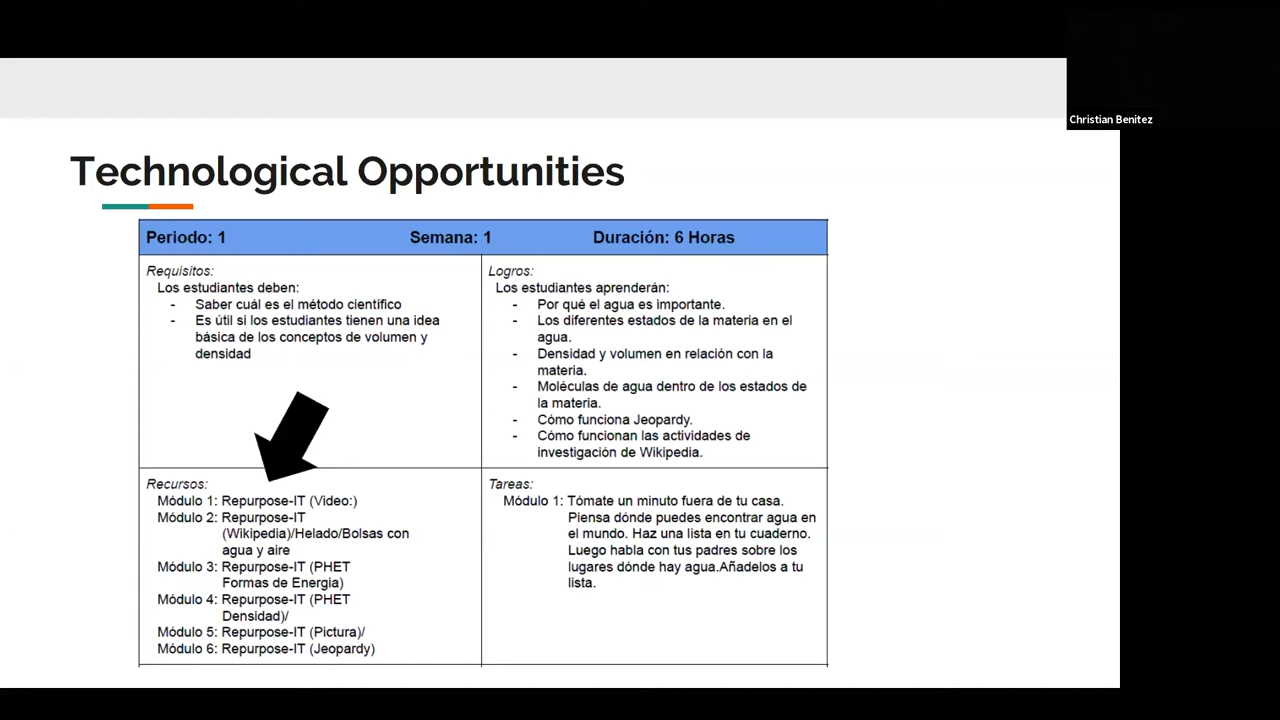 Christian Benitez
Technological Opportunities
Periodo: 1 Semana: 1 Duración: 6 Horas
Requisitos:
Los estudiantes deben:
- Saber cuál es el método científico
- Es útil si los estudiantes tienen una idea
básica de los conceptos de volumen y
densidad
Logros:
Los estudiantes aprenderán:
- Por qué el agua es importante.
- Los diferentes estados de la materia en el
agua.
- Densidad y volumen en relación con la
materia.
- Moléculas de agua dentro de los estados de
la materia.
- Cómo funciona Jeopardy.
- Cómo funcionan las actividades de
investigación de Wikipedia.
Recursos:
Módulo 1: Repurpose-IT (Video:)
Módulo 2: Repurpose-IT
(Wikipedia)/Helado/Bolsas con
agua y aire
Módulo 3: Repurpose-IT (PHET
Formas de Energia)
Módulo 4: Repurpose-IT (PHET
Densidad)/
Módulo 5: Repurpose-IT (Pictura)/
Módulo 6: Repurpose-IT (Jeopardy)
Tareas:
Módulo 1: Tómate un minuto fuera de tu casa.
Piensa dónde puedes encontrar agua en
el mundo. Haz una lista en tu cuaderno.
Luego habla con tus padres sobre los
lugares dónde hay agua.Añadelos a tu
lista.